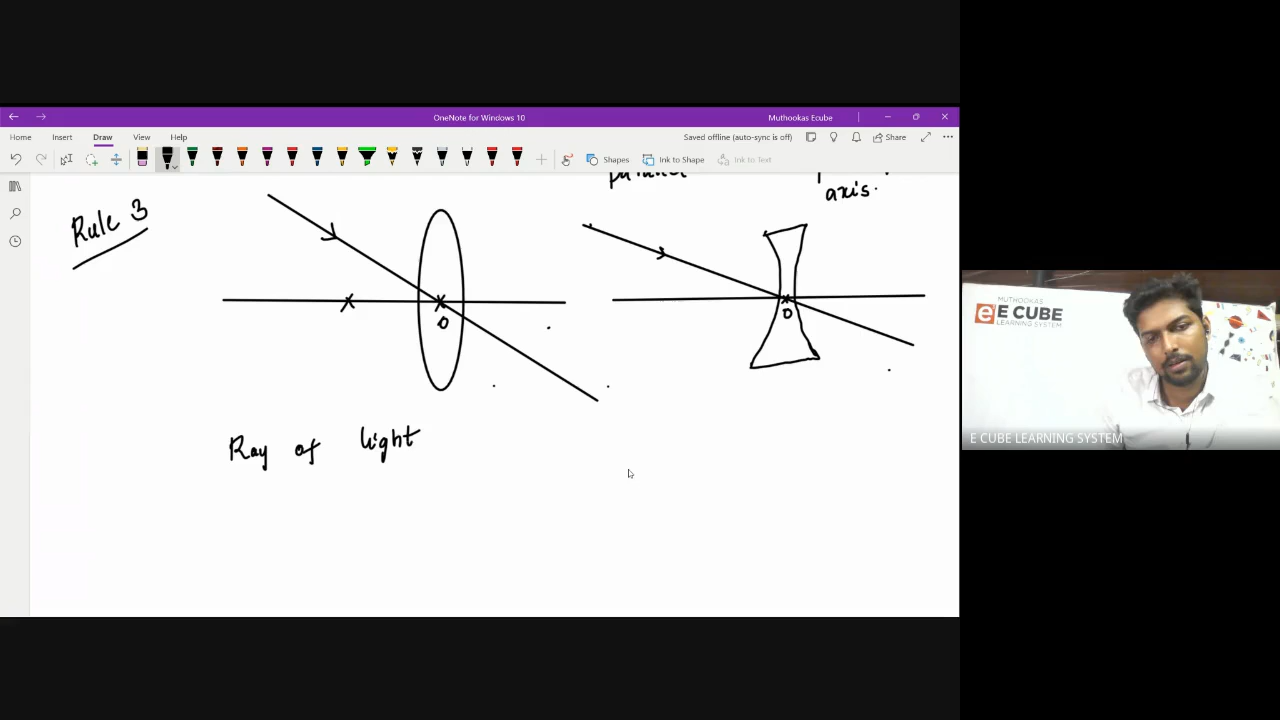 OneNote for Windows 10
Muthookas Ecube
Home Insert Draw View Help
Saved offline (auto-sync is off)
Share
Shapes
Ink to Shape
Ink to Text
parallel
axis.
Rule 3
O
O
Ray of light
MUTHOOKAS
E CUBE
LEARNING SYSTEM
E CUBE LEARNING SYSTEM